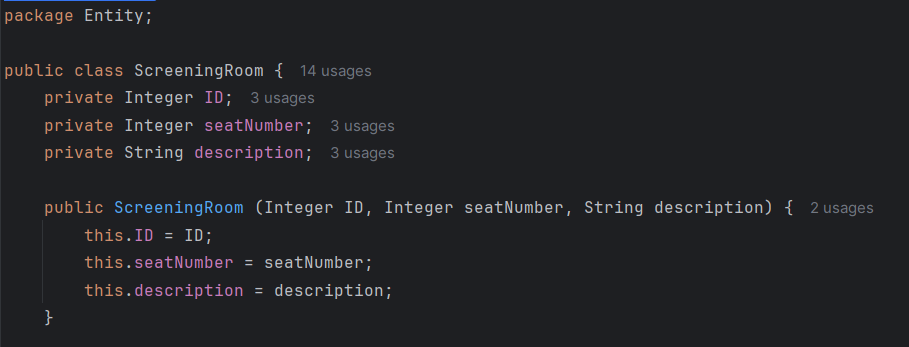 package Entity;
public class ScreeningRoom { 14 usages
    private Integer ID; 3 usages
    private Integer seatNumber; 3 usages
    private String description; 3 usages
    public ScreeningRoom (Integer ID, Integer seatNumber, String description) { 2 usages
        this.ID = ID;
        this.seatNumber = seatNumber;
        this.description = description;
    }